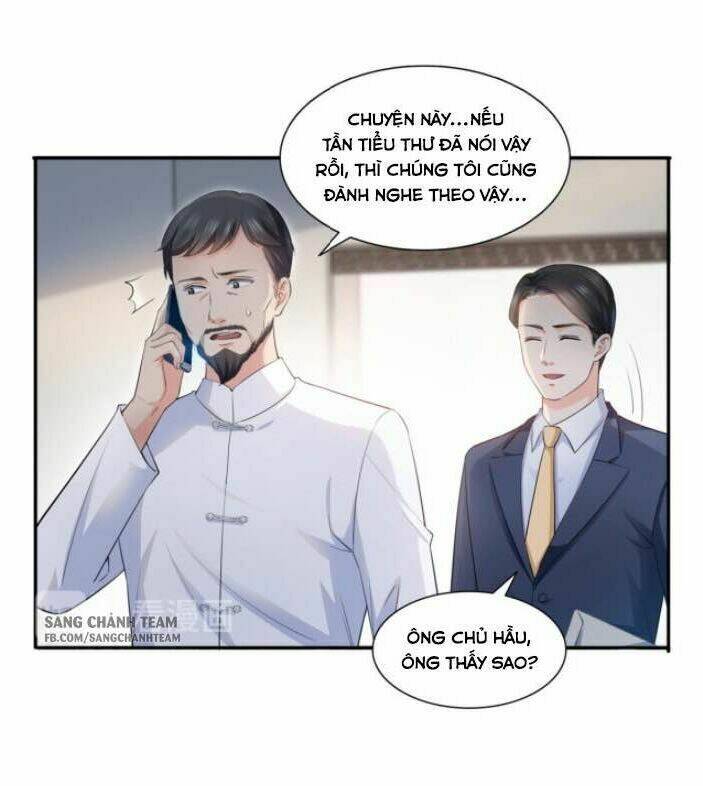 CHUYỆN NÀY...NẾU
TẦN TIỂU THƯ ĐÃ NÓI VẬY
RỒI, THÌ CHÚNG TÔI CŨNG
ĐÀNH NGHE THEO VẬY...
SANG CHẢNH TEAM
FB.COM/SANGCHANHTEAM
ÔNG CHỦ HẦU,
ÔNG THẤY SAO?